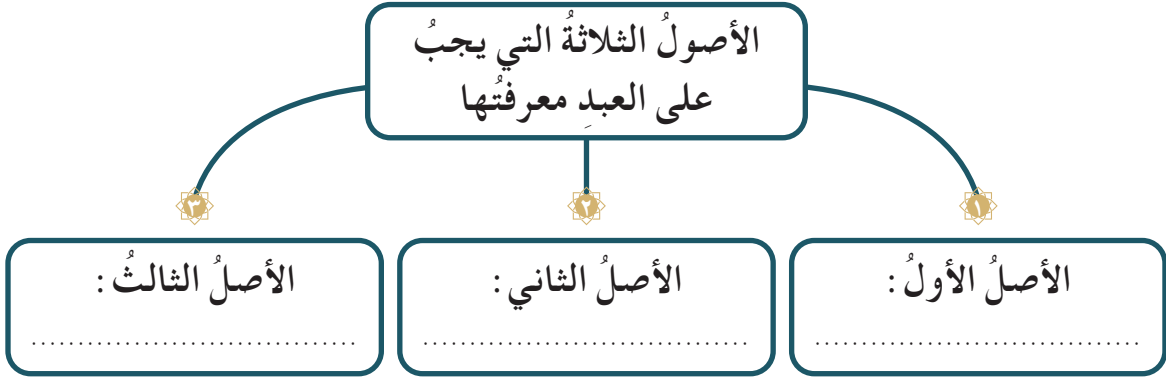 الأصولُ الثلاثةُ التي يجبُ
على العبدِ معرفتُها
١
٢
٣
الأصلُ الأولُ :
..................................
الأصلُ الثاني :
..................................
الأصلُ الثالثُ :
..................................